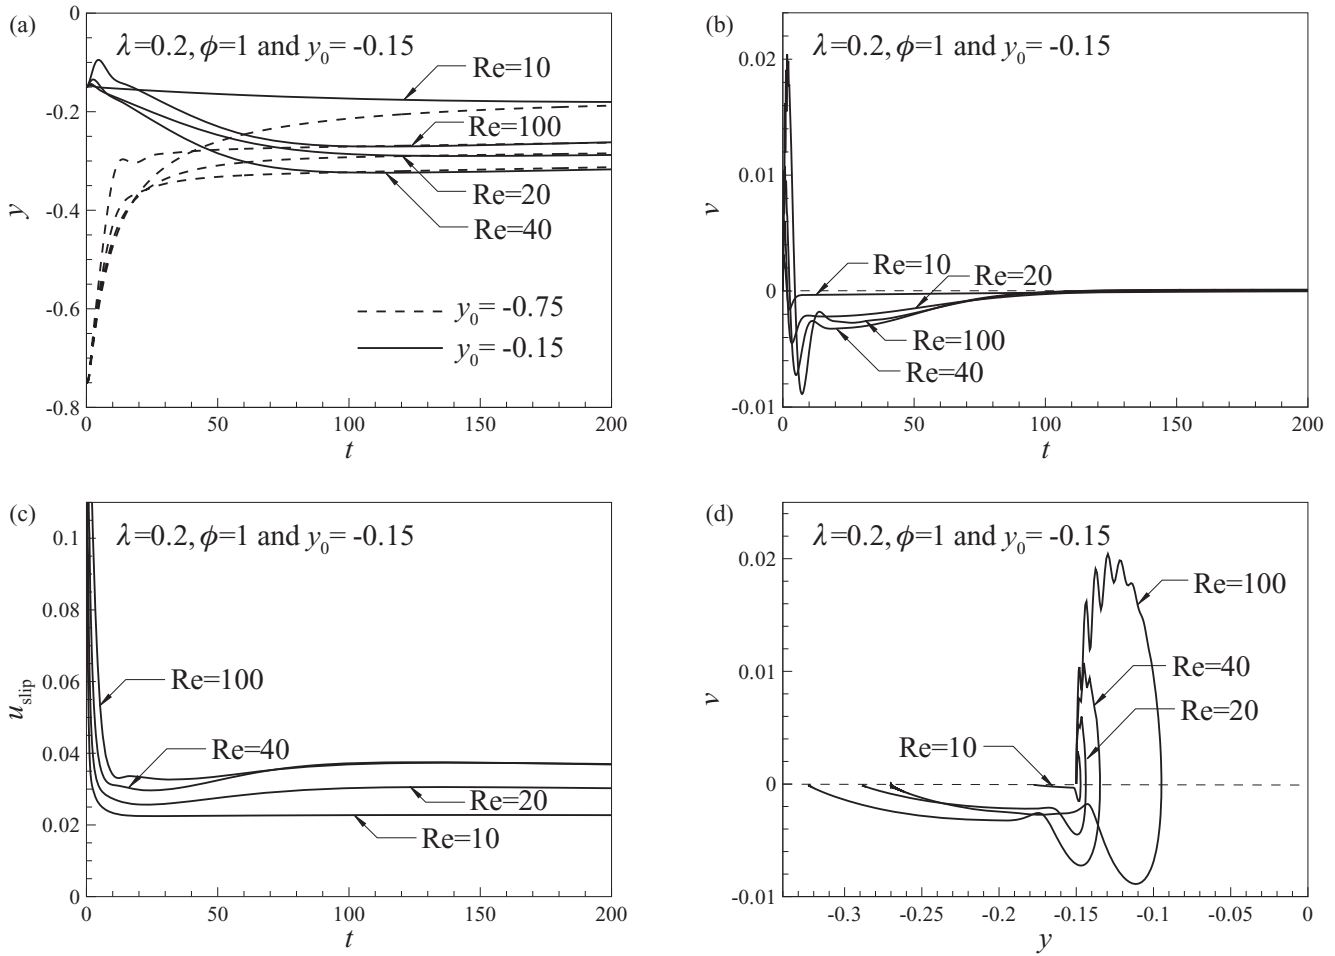 (a)
λ=0.2, ϕ=1 and y₀= -0.15
0
-0.2
-0.4
-0.6
-0.8
y
Re=10
Re=100
Re=20
Re=40
y₀= -0.75
y₀= -0.15
0
50
100
150
200
t
(b)
λ=0.2, ϕ=1 and y₀= -0.15
0.02
0.01
0
-0.01
v
Re=10
Re=20
Re=100
Re=40
0
50
100
150
200
t
(c)
λ=0.2, ϕ=1 and y₀= -0.15
0.1
0.08
0.06
0.04
0.02
0
u_slip
Re=100
Re=40
Re=20
Re=10
0
50
100
150
200
t
(d)
λ=0.2, ϕ=1 and y₀= -0.15
0.02
0.01
0
-0.01
v
Re=100
Re=40
Re=20
Re=10
-0.3
-0.25
-0.2
-0.15
-0.1
-0.05
0
y